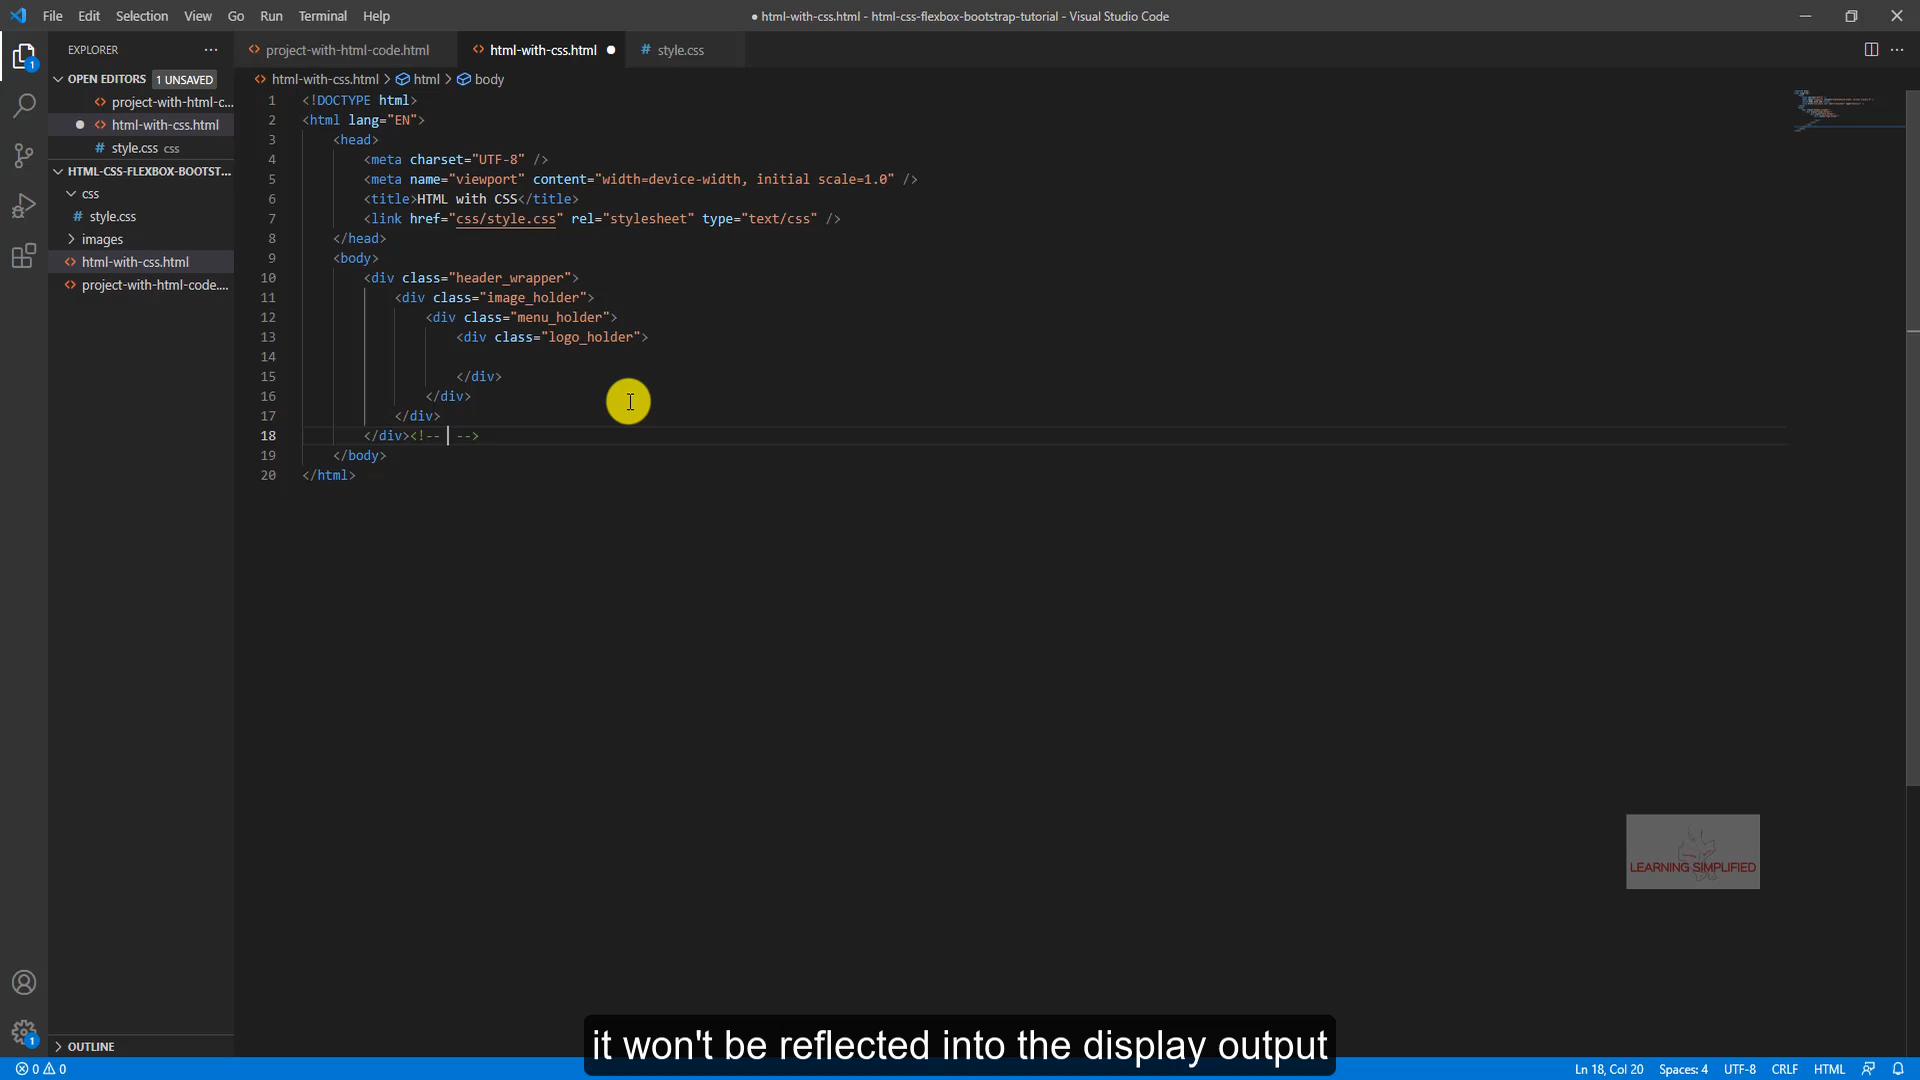 File Edit Selection View Go Run Terminal Help
● html-with-css.html - html-css-flexbox-bootstrap-tutorial - Visual Studio Code
EXPLORER
project-with-html-code.html
html-with-css.html
# style.css
OPEN EDITORS 1 UNSAVED
html-with-css.html > html > body
project-with-html-c...
html-with-css.html
# style.css css
HTML-CSS-FLEXBOX-BOOTST...
css
# style.css
images
html-with-css.html
project-with-html-code....
1 <!DOCTYPE html>
2 <html lang="EN">
3 <head>
4 <meta charset="UTF-8" />
5 <meta name="viewport" content="width=device-width, initial scale=1.0" />
6 <title>HTML with CSS</title>
7 <link href="css/style.css" rel="stylesheet" type="text/css" />
8 </head>
9 <body>
10 <div class="header_wrapper">
11 <div class="image_holder">
12 <div class="menu_holder">
13 <div class="logo_holder">
14
15 </div>
16 </div>
17 </div>
18 </div><!-- -->
19 </body>
20 </html>
LEARNING SIMPLIFIED
OUTLINE
1
1
it won't be reflected into the display output
0 0
Ln 18, Col 20 Spaces: 4 UTF-8 CRLF HTML